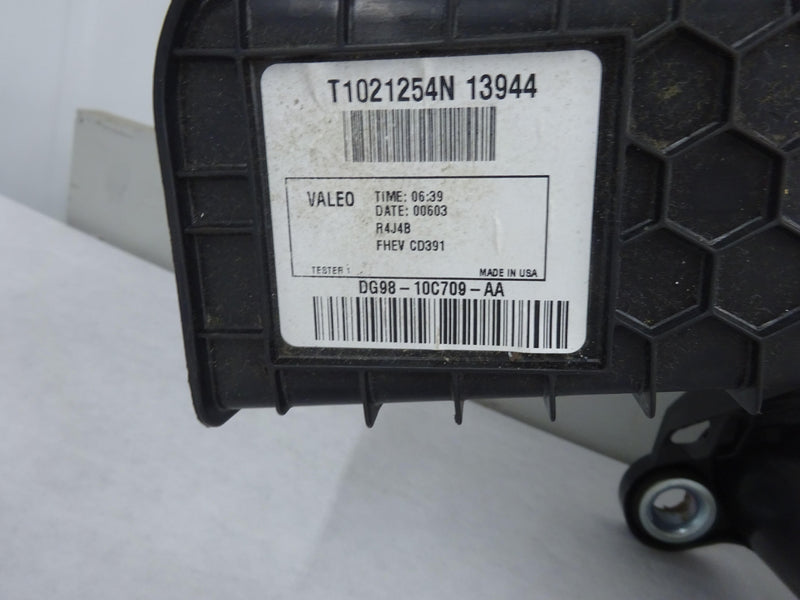 T1021254N 13944
VALEO
TIME: 06:39
DATE: 00603
R4J4B
FHEV CD391
TESTER 1
MADE IN USA
DG98-10C709-AA